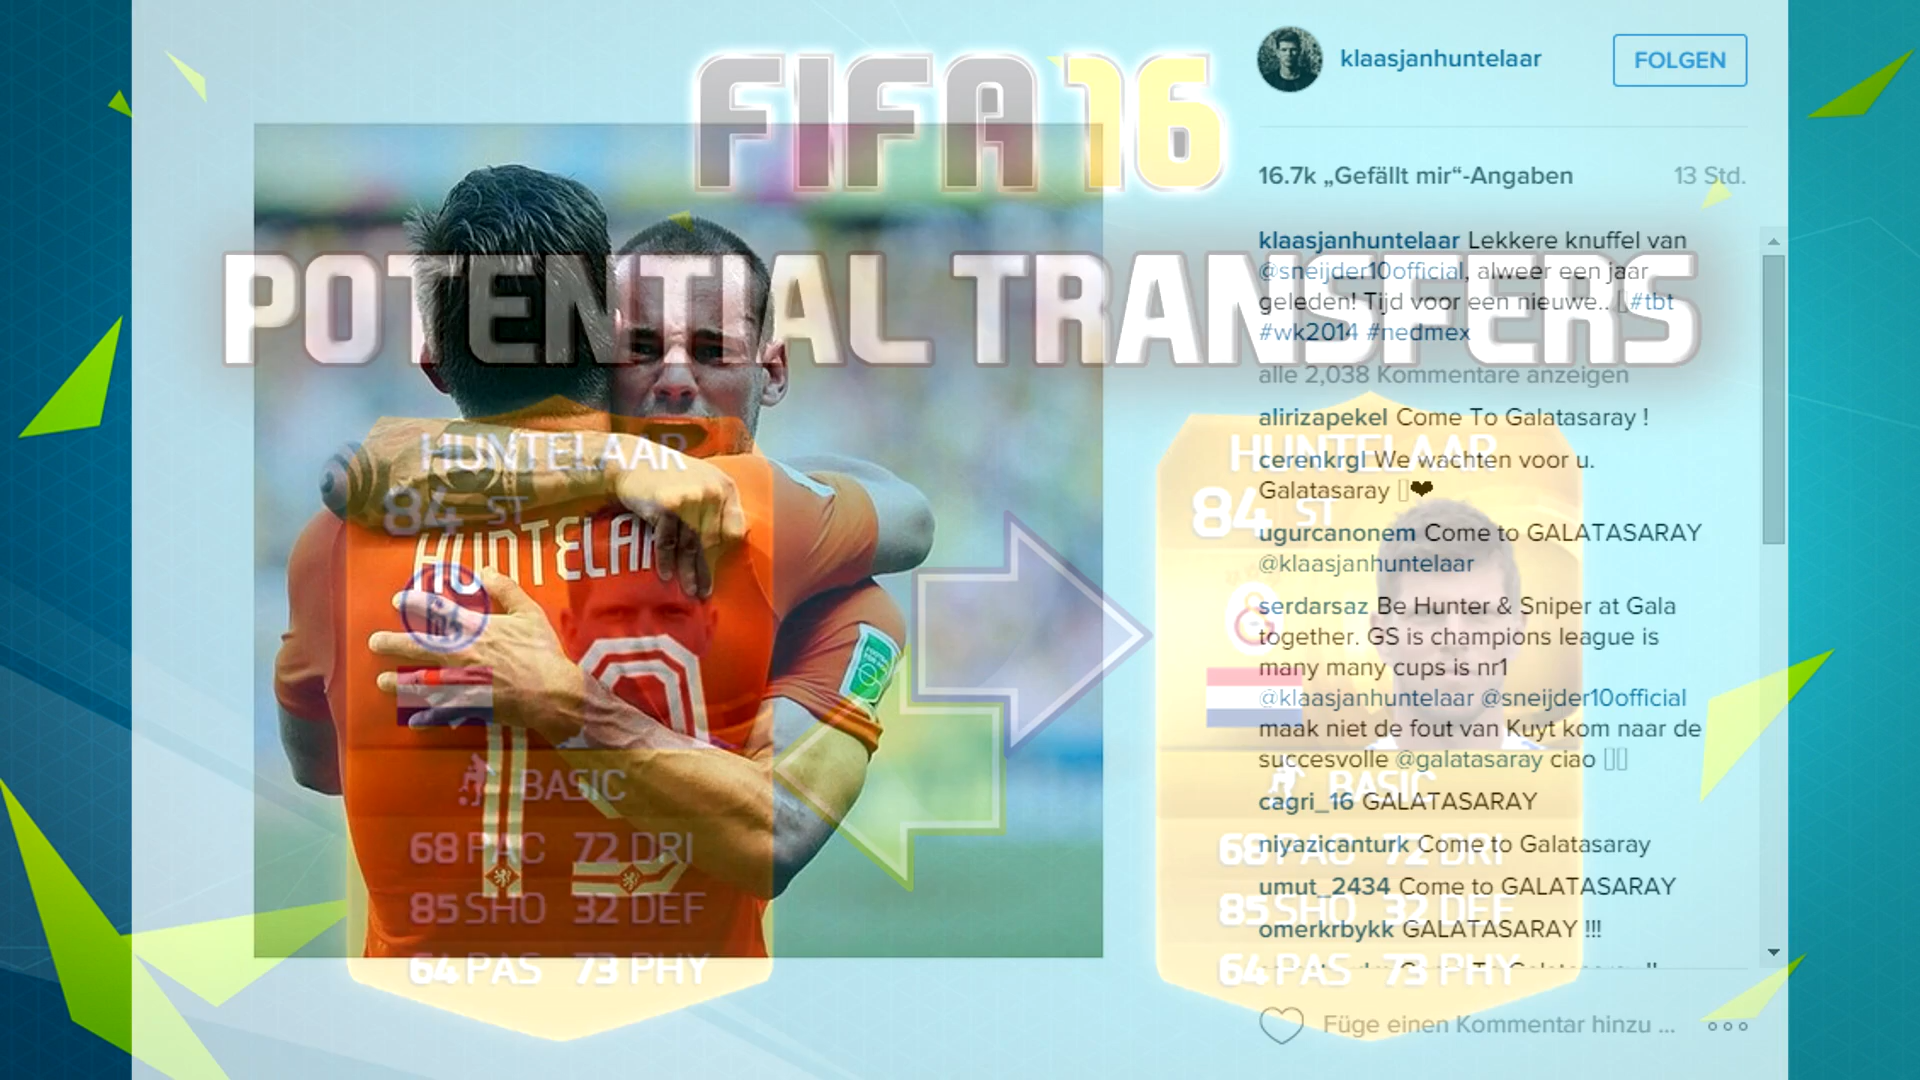 FIFA 16
POTENTIAL TRANSFERS
klaasjanhuntelaar
FOLGEN
16.7k „Gefällt mir“-Angaben
13 Std.
klaasjanhuntelaar Lekkere knuffel van
@sneijder10official, alweer een jaar
geleden! Tijd voor een nieuwe.. #tbt
#wk2014 #nedmex
alle 2,038 Kommentare anzeigen
alirizapekel Come To Galatasaray !
cerenkrgl We wachten voor u.
Galatasaray ❤
ugurcanonem Come to GALATASARAY
@klaasjanhuntelaar
serdarsaz Be Hunter & Sniper at Gala
together. GS is champions league is
many many cups is nr1
@klaasjanhuntelaar @sneijder10official
maak niet de fout van Kuyt kom naar de
succesvolle @galatasaray ciao
cagri_16 GALATASARAY
niyazicanturk Come to Galatasaray
umut_2434 Come to GALATASARAY
omerkrbykk GALATASARAY !!!
Füge einen Kommentar hinzu ...
HUNTELAAR
84 ST
HUNTELAAR
19
BASIC
68 PAC 72 DRI
85 SHO 32 DEF
64 PAS 73 PHY
HUNTELAAR
84 ST
BASIC
68 PAC 72 DRI
85 SHO 32 DEF
64 PAS 73 PHY